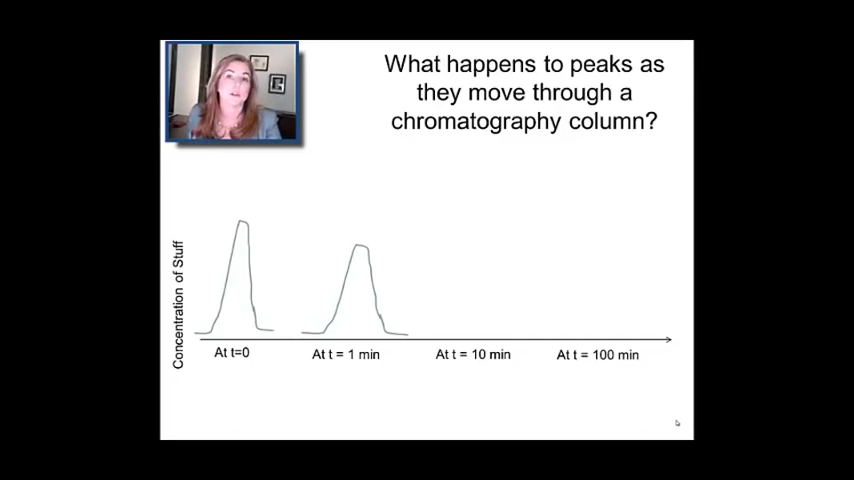 What happens to peaks as
they move through a
chromatography column?
Concentration of Stuff
At t=0
At t = 1 min
At t = 10 min
At t = 100 min